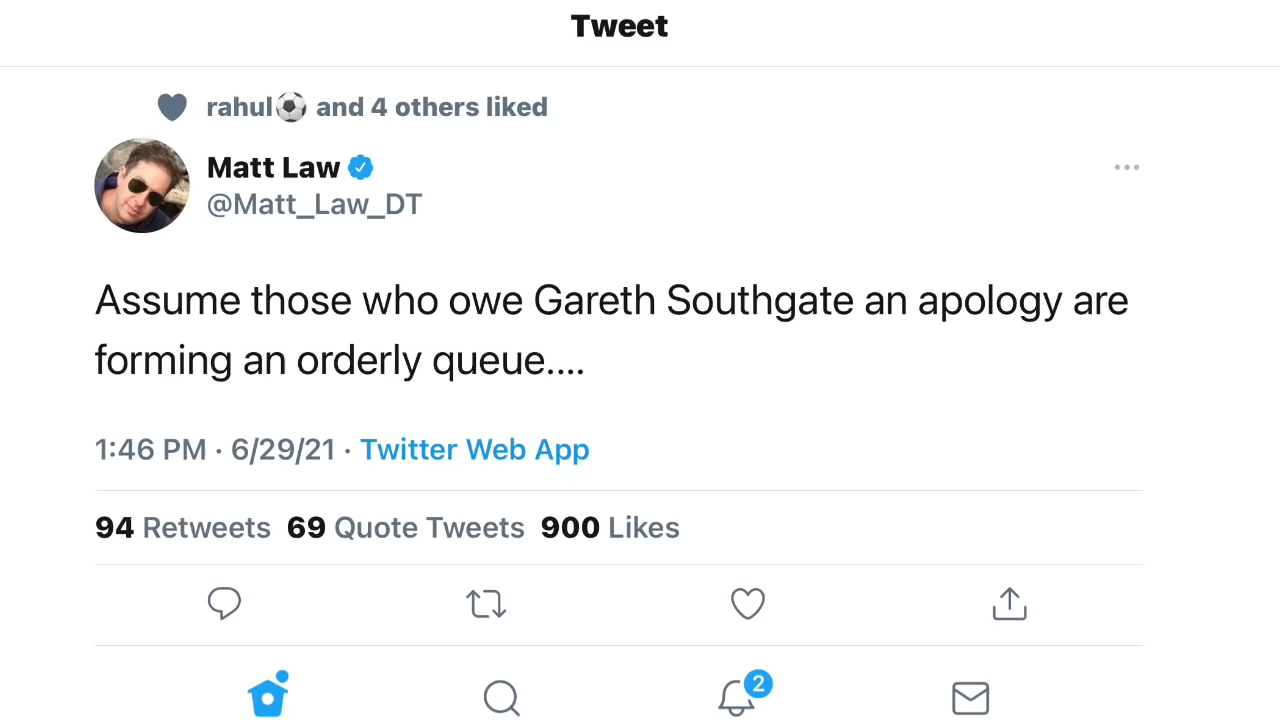 Tweet
rahul⚽ and 4 others liked
Matt Law
@Matt_Law_DT
Assume those who owe Gareth Southgate an apology are
forming an orderly queue....
1:46 PM · 6/29/21 · Twitter Web App
94 Retweets 69 Quote Tweets 900 Likes
2